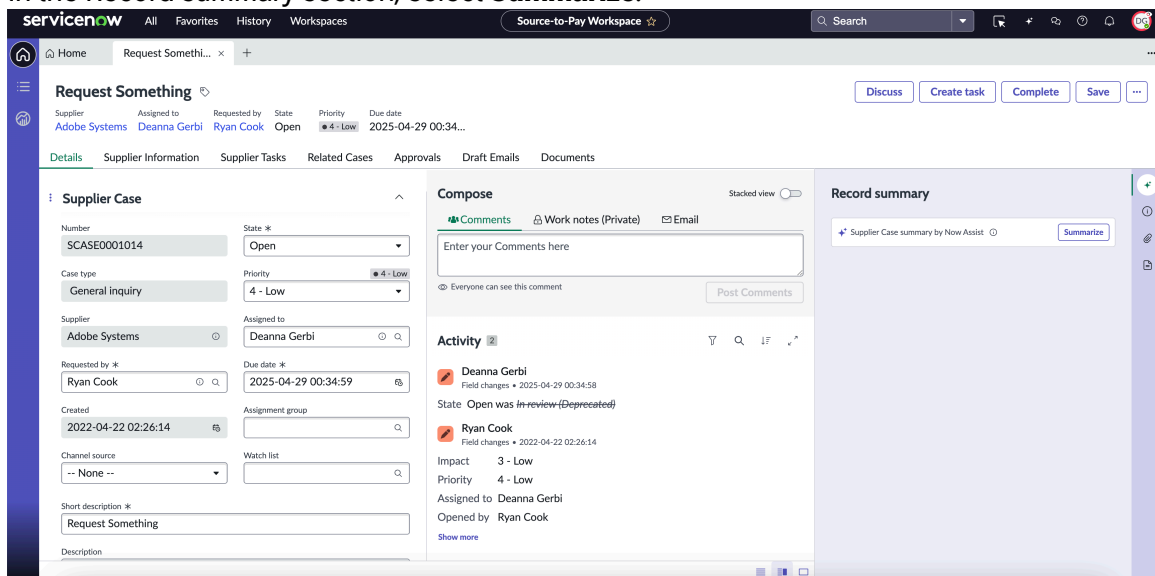 In the Record summary section, select Summarize.
servicenow All Favorites History Workspaces Source-to-Pay Workspace Search DG
Home Request Somethi... × +
Request Something
Discuss Create task Complete Save ...
Supplier Assigned to Requested by State Priority Due date
Adobe Systems Deanna Gerbi Ryan Cook Open 4 - Low 2025-04-29 00:34...
Details Supplier Information Supplier Tasks Related Cases Approvals Draft Emails Documents
Supplier Case
Number
SCASE0001014
State *
Open
Case type
General inquiry
Priority 4 - Low
4 - Low
Supplier
Adobe Systems
Assigned to
Deanna Gerbi
Requested by *
Ryan Cook
Due date *
2025-04-29 00:34:59
Created
2022-04-22 02:26:14
Assignment group
Channel source
-- None --
Watch list
Short description *
Request Something
Description
Compose Stacked view
Comments Work notes (Private) Email
Enter your Comments here
Everyone can see this comment
Post Comments
Activity 2
Deanna Gerbi
Field changes • 2025-04-29 00:34:58
State Open was In review (Deprecated)
Ryan Cook
Field changes • 2022-04-22 02:26:14
Impact 3 - Low
Priority 4 - Low
Assigned to Deanna Gerbi
Opened by Ryan Cook
Show more
Record summary
Supplier Case summary by Now Assist Summarize